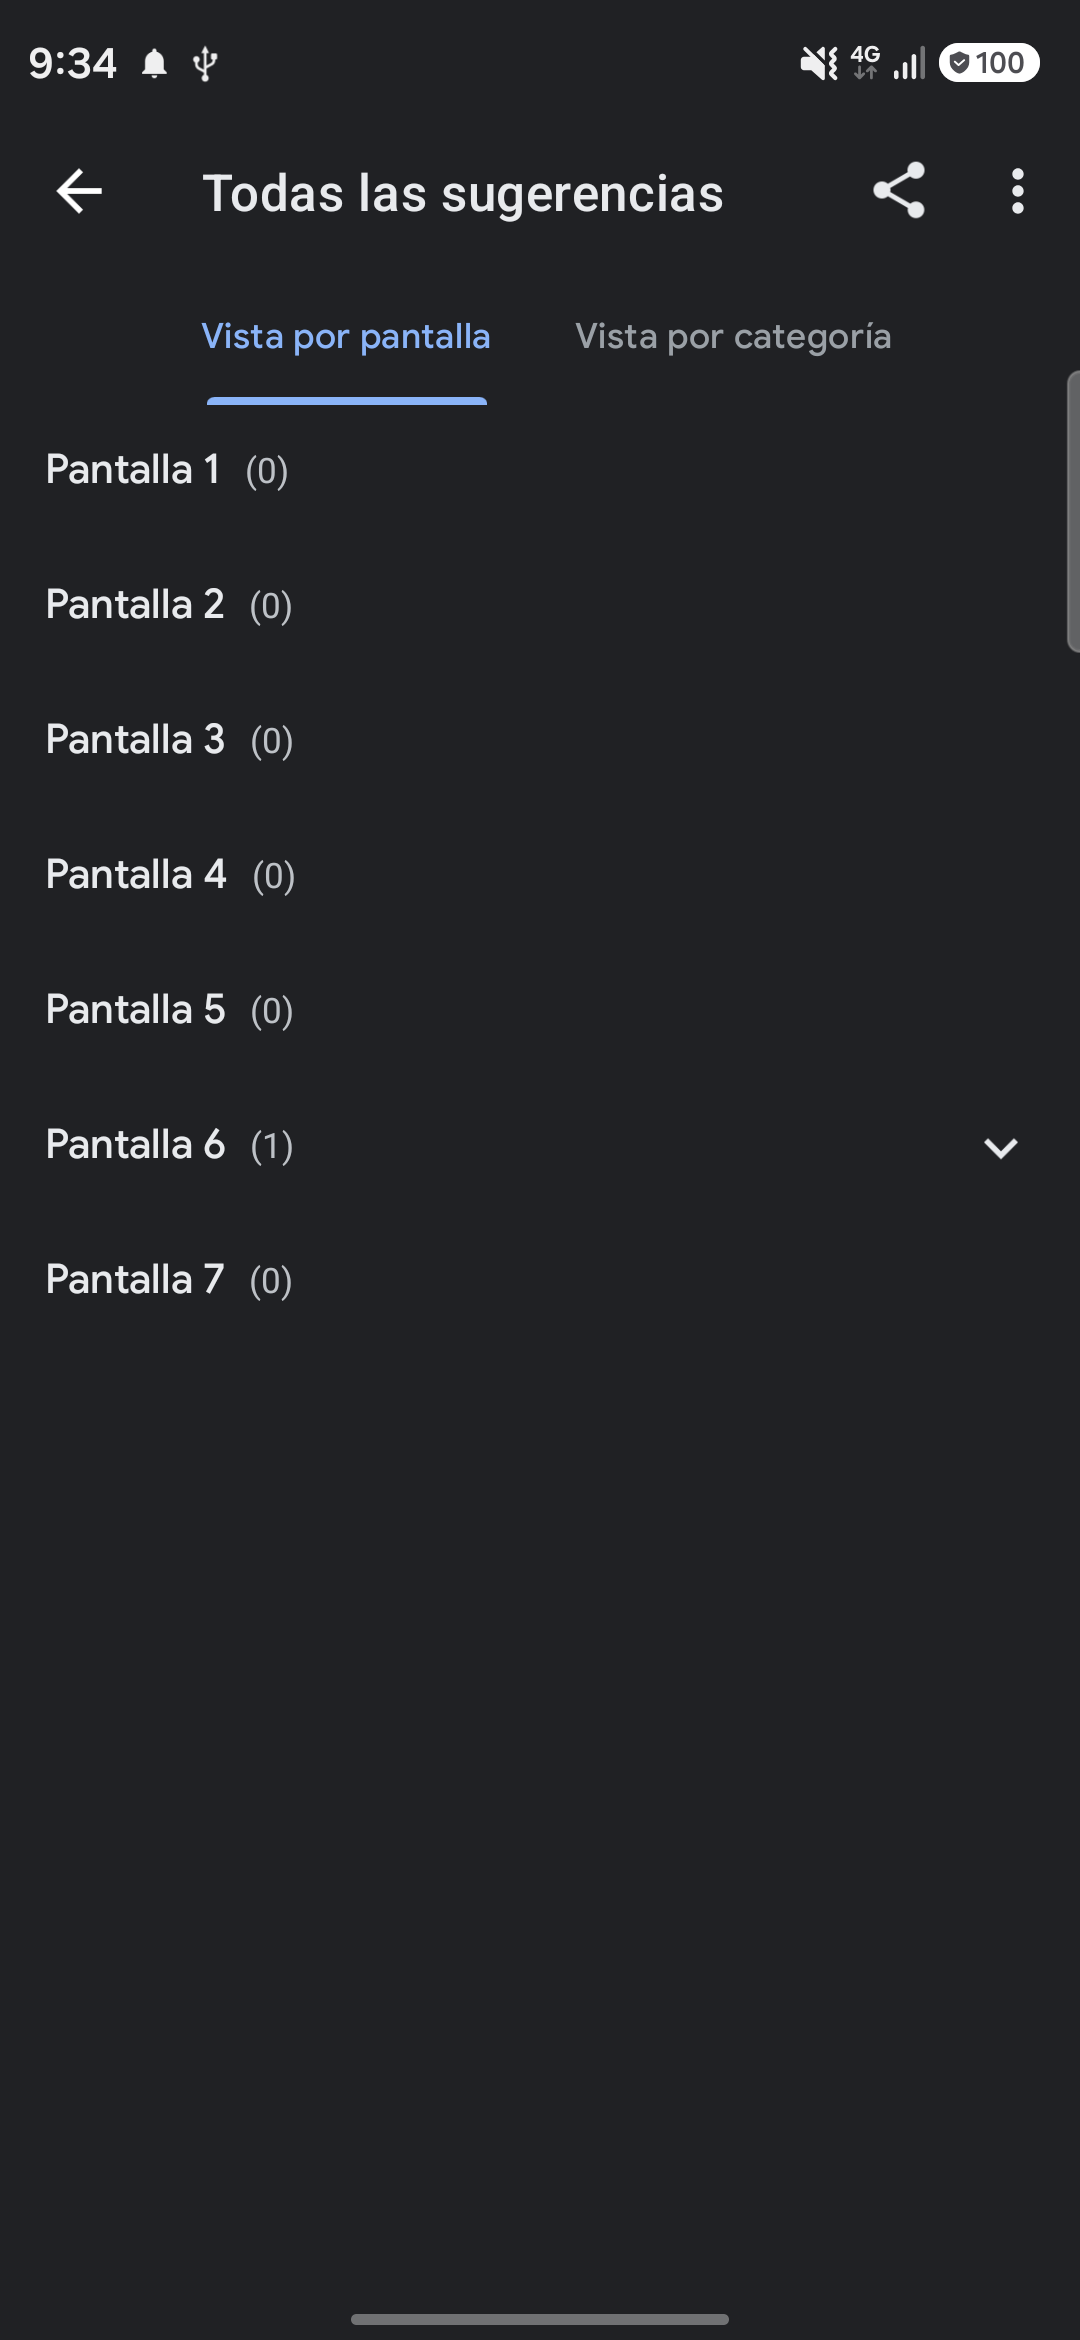 9:34
4G
100
Todas las sugerencias
Vista por pantalla
Vista por categoría
Pantalla 1 (0)
Pantalla 2 (0)
Pantalla 3 (0)
Pantalla 4 (0)
Pantalla 5 (0)
Pantalla 6 (1)
Pantalla 7 (0)